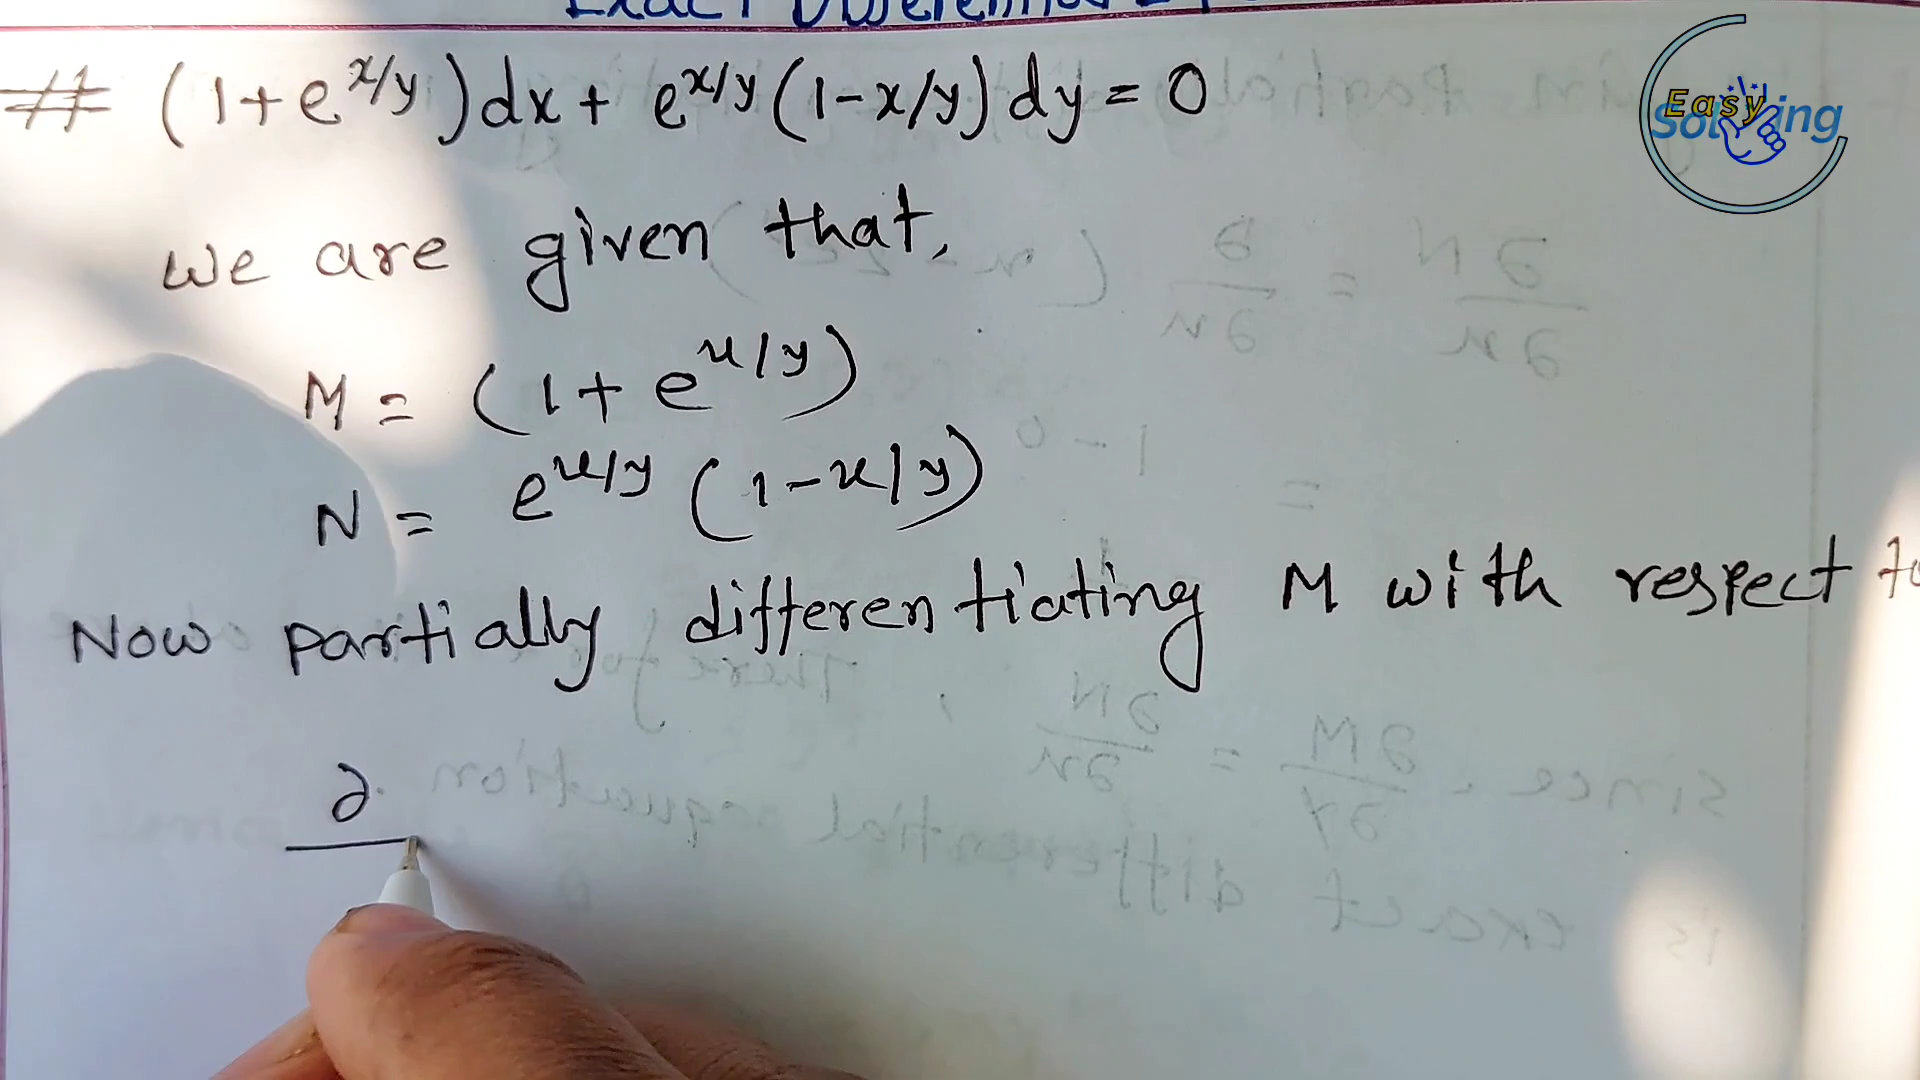 # (1+e^x/y)dx + e^x/y(1-x/y)dy = 0
Easy Solving
we are given that,
M = (1 + e^x/y)
N = e^x/y (1-x/y)
Now partially differentiating M with respect to
∂